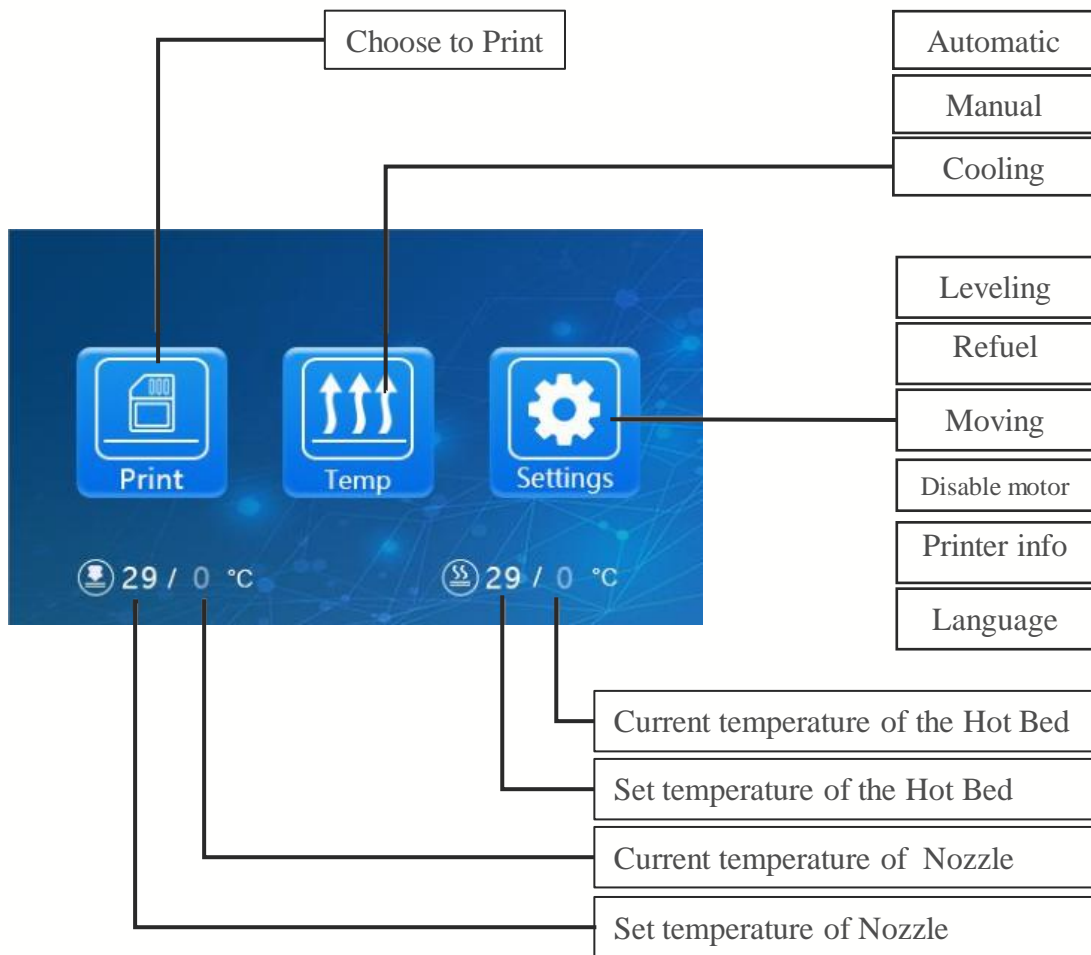 Choose to Print
Automatic
Manual
Cooling
Leveling
Refuel
Moving
Disable motor
Printer info
Language
Print
Temp
Settings
29 / 0 °C
29 / 0 °C
Current temperature of the Hot Bed
Set temperature of the Hot Bed
Current temperature of Nozzle
Set temperature of Nozzle